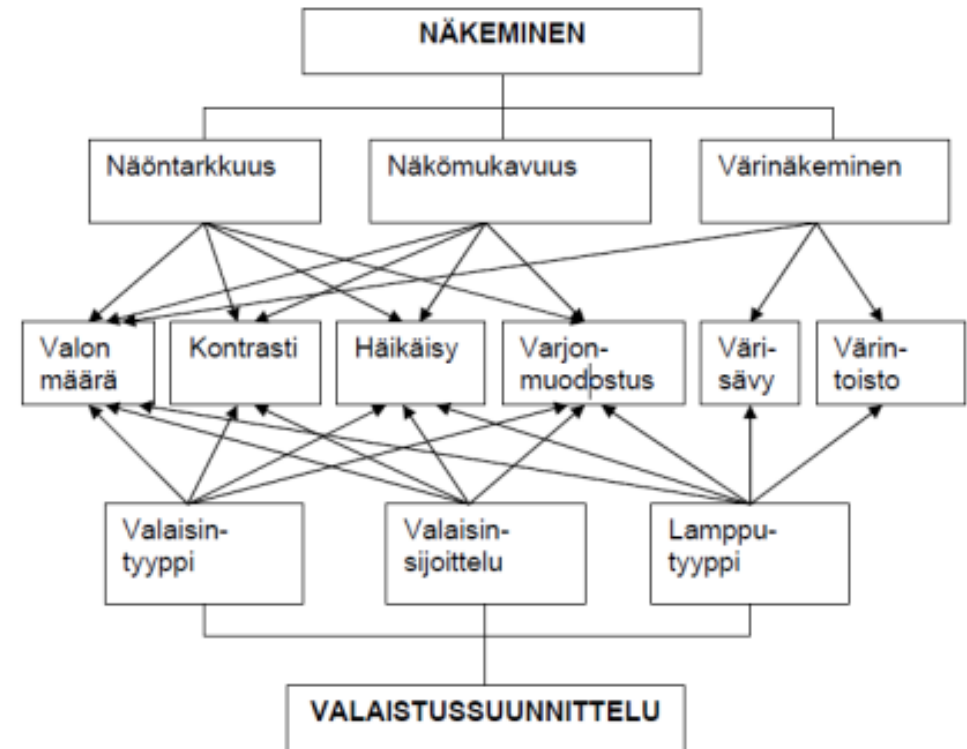 NÄKEMINEN
Näöntarkkuus
Näkömukavuus
Värinäkeminen
Valon
määrä
Kontrasti
Häikäisy
Varjon-
muodostus
Väri-
sävy
Värin-
toisto
Valaisin-
tyyppi
Valaisin-
sijoittelu
Lamppu-
tyyppi
VALAISTUSSUUNNITTELU